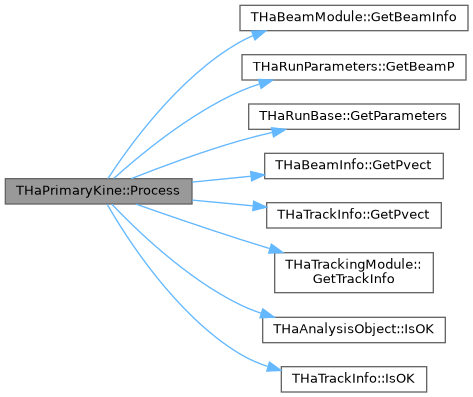 THaBeamModule::GetBeamInfo
THaRunParameters::GetBeamP
THaRunBase::GetParameters
THaBeamInfo::GetPvect
THaPrimaryKine::Process
THaTrackInfo::GetPvect
THaTrackingModule::
GetTrackInfo
THaAnalysisObject::IsOK
THaTrackInfo::IsOK